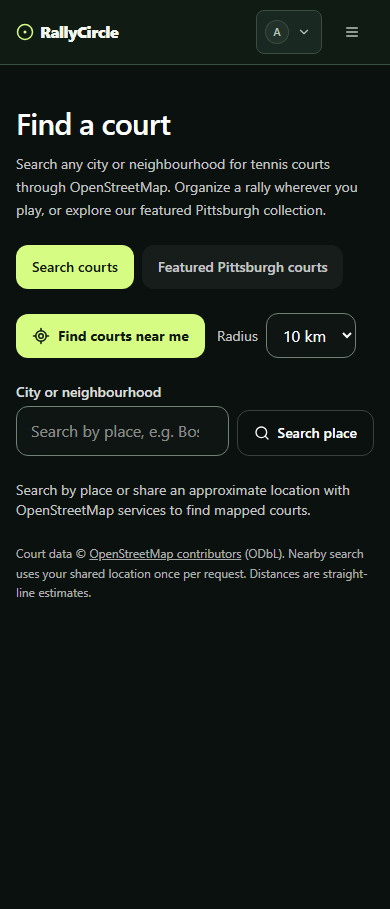 RallyCircle
A
Find a court
Search any city or neighbourhood for tennis courts
through OpenStreetMap. Organize a rally wherever you
play, or explore our featured Pittsburgh collection.
Search courts
Featured Pittsburgh courts
Find courts near me
Radius
10 km
City or neighbourhood
Search by place, e.g. Bos
Search place
Search by place or share an approximate location with
OpenStreetMap services to find mapped courts.
Court data © OpenStreetMap contributors (ODbL). Nearby search
uses your shared location once per request. Distances are straight-
line estimates.